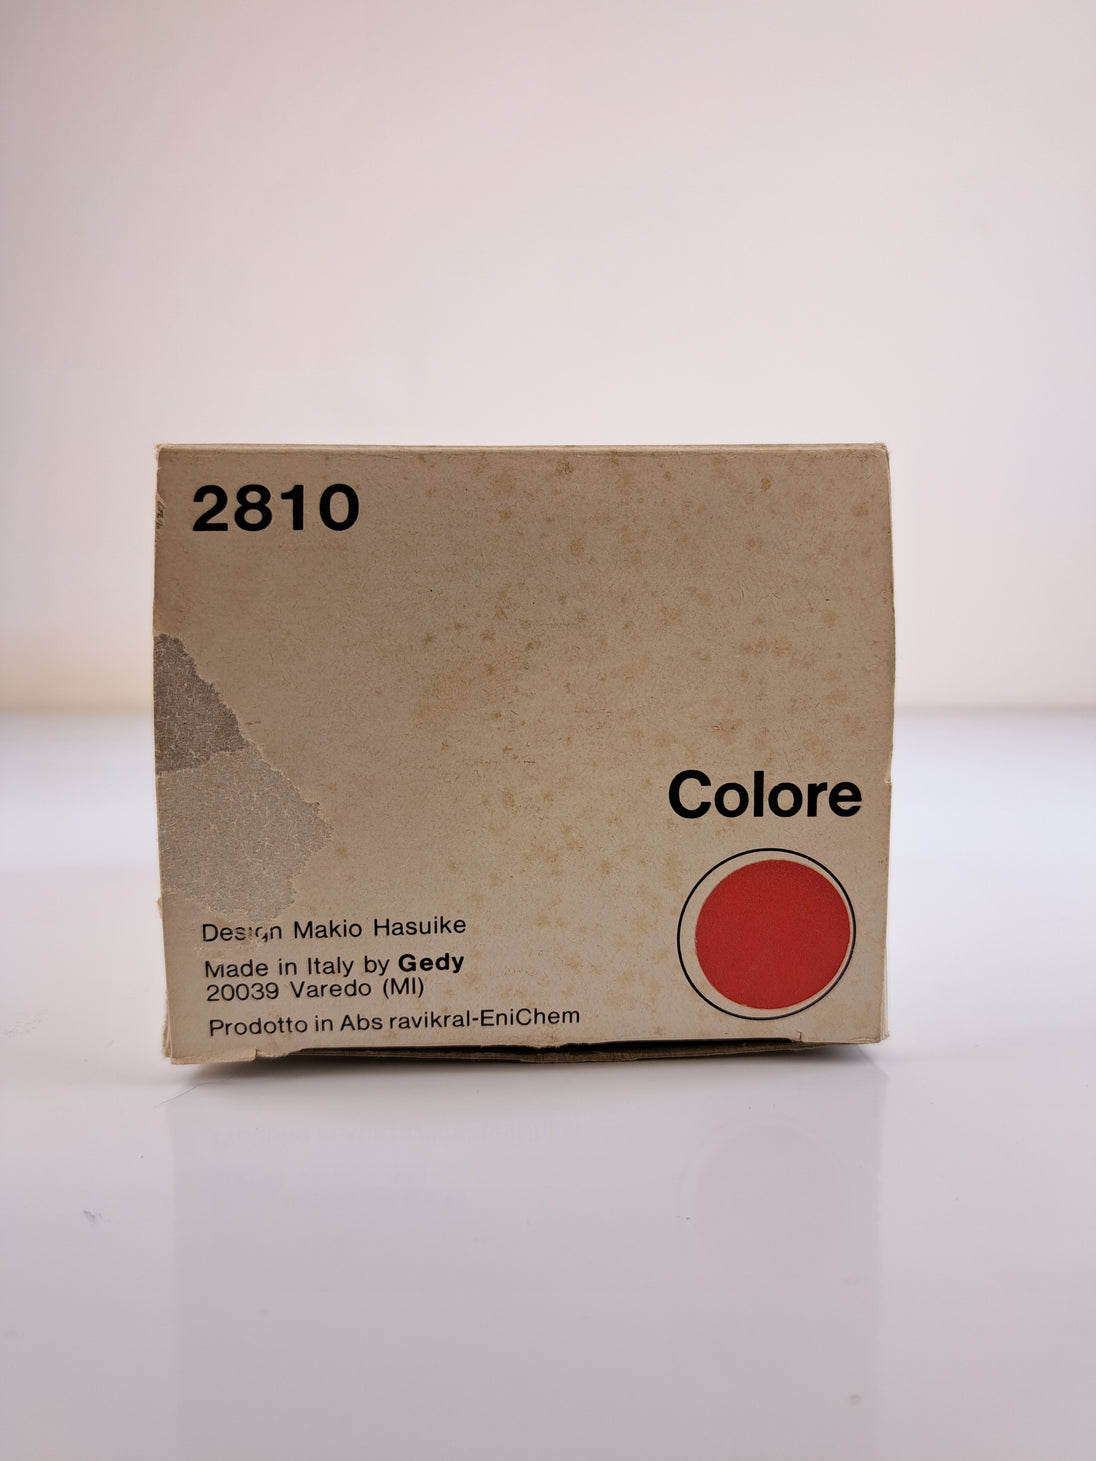 2810
Colore
Design Makio Hasuike
Made in Italy by Gedy
20039 Varedo (MI)
Prodotto in Abs ravikral-EniChem